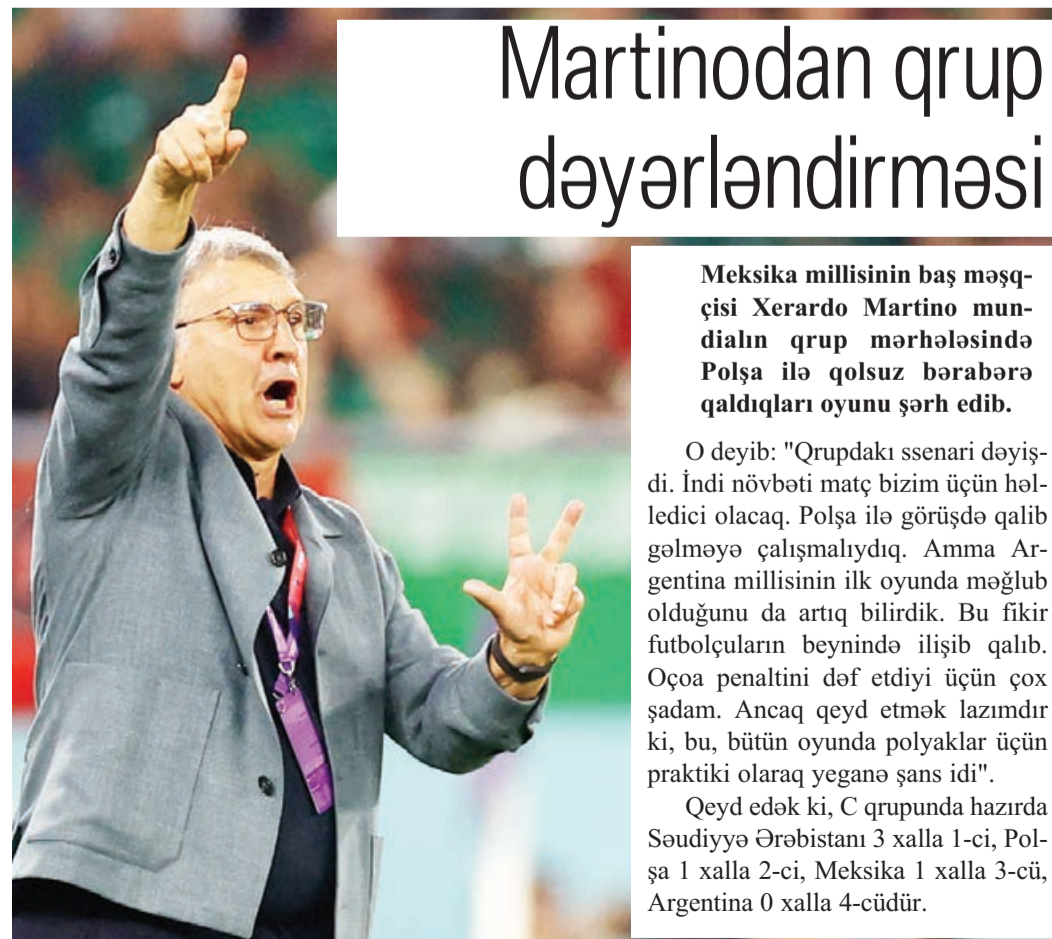 Martinodan qrup
dəyərləndirməsi
Meksika millisinin baş məşq-
çisi Xerardo Martino mun-
dialın qrup mərhələsində
Polşa ilə qolsuz bərabərə
qaldıqları oyunu şərh edib.
O deyib: "Qrupdakı ssenari dəyiş-
di. İndi növbəti matç bizim üçün həl-
ledici olacaq. Polşa ilə görüşdə qalib
gəlməyə çalışmalıydıq. Amma Ar-
gentina millisinin ilk oyunda məğlub
olduğunu da artıq bilirdik. Bu fikir
futbolçuların beynində ilişib qalıb.
Oçoa penaltini dəf etdiyi üçün çox
şadam. Ancaq qeyd etmək lazımdır
ki, bu, bütün oyunda polyaklar üçün
praktiki olaraq yeganə şans idi".
Qeyd edək ki, C qrupunda hazırda
Səudiyyə Ərəbistanı 3 xalla 1-ci, Pol-
şa 1 xalla 2-ci, Meksika 1 xalla 3-cü,
Argentina 0 xalla 4-cüdür.